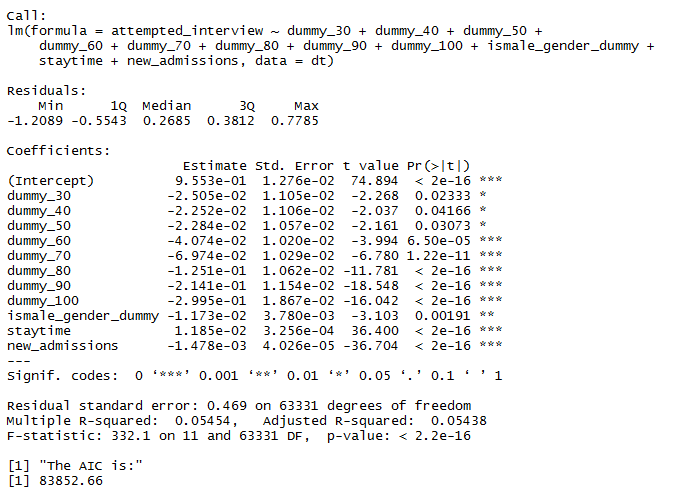 Call:
lm(formula = attempted_interview ~ dummy_30 + dummy_40 + dummy_50 +
    dummy_60 + dummy_70 + dummy_80 + dummy_90 + dummy_100 + ismale_gender_dummy +
    staytime + new_admissions, data = dt)

Residuals:
    Min      1Q  Median      3Q     Max
-1.2089 -0.5543  0.2685  0.3812  0.7785

Coefficients:
                      Estimate Std. Error t value Pr(>|t|)
(Intercept)          9.553e-01  1.276e-02  74.894  < 2e-16 ***
dummy_30            -2.505e-02  1.105e-02  -2.268  0.02333 *
dummy_40            -2.252e-02  1.106e-02  -2.037  0.04166 *
dummy_50            -2.284e-02  1.057e-02  -2.161  0.03073 *
dummy_60            -4.074e-02  1.020e-02  -3.994 6.50e-05 ***
dummy_70            -6.974e-02  1.029e-02  -6.780 1.22e-11 ***
dummy_80            -1.251e-01  1.062e-02 -11.781  < 2e-16 ***
dummy_90            -2.141e-01  1.154e-02 -18.548  < 2e-16 ***
dummy_100           -2.995e-01  1.867e-02 -16.042  < 2e-16 ***
ismale_gender_dummy -1.173e-02  3.780e-03  -3.103  0.00191 **
staytime             1.185e-02  3.256e-04  36.400  < 2e-16 ***
new_admissions      -1.478e-03  4.026e-05 -36.704  < 2e-16 ***
---
Signif. codes:  0 ‘***’ 0.001 ‘**’ 0.01 ‘*’ 0.05 ‘.’ 0.1 ‘ ’ 1

Residual standard error: 0.469 on 63331 degrees of freedom
Multiple R-squared:  0.05454,	Adjusted R-squared:  0.05438
F-statistic: 332.1 on 11 and 63331 DF,  p-value: < 2.2e-16

[1] "The AIC is:"
[1] 83852.66